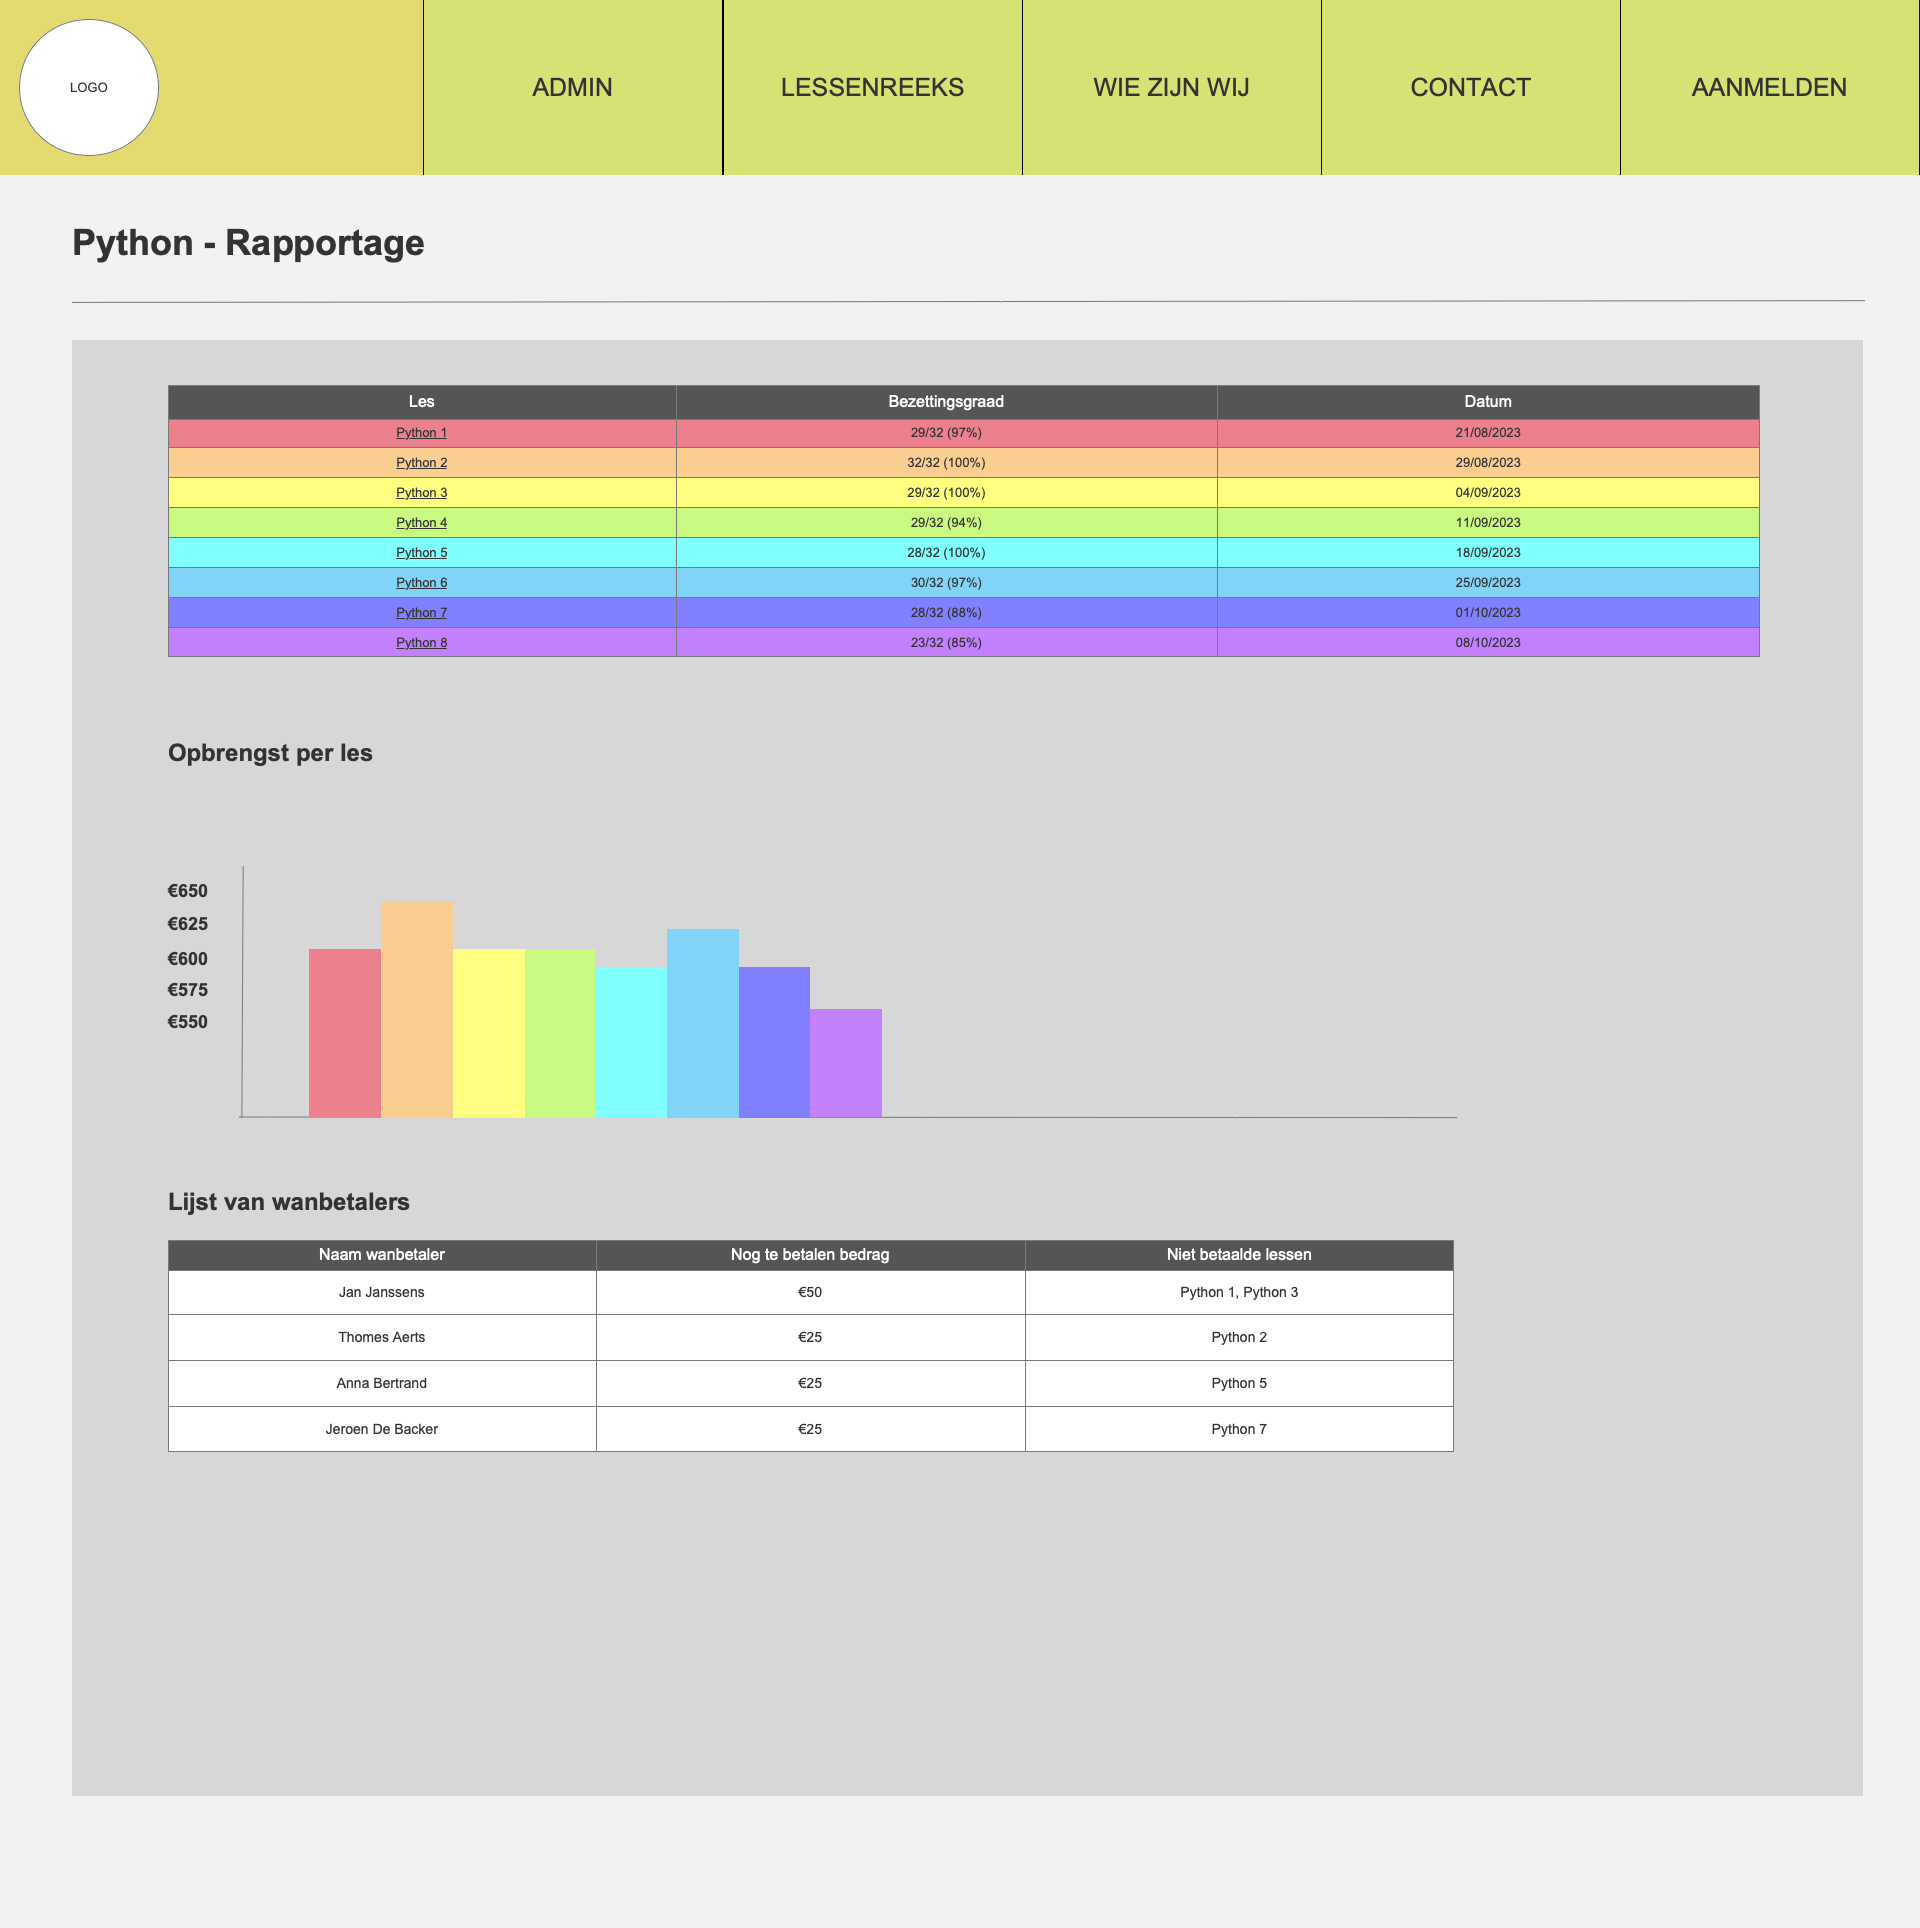 LOGO
ADMIN LESSENREEKS WIE ZIJN WIJ CONTACT AANMELDEN
Python - Rapportage
Les Bezettingsgraad Datum
Python 1 29/32 (97%) 21/08/2023
Python 2 32/32 (100%) 29/08/2023
Python 3 29/32 (100%) 04/09/2023
Python 4 29/32 (94%) 11/09/2023
Python 5 28/32 (100%) 18/09/2023
Python 6 30/32 (97%) 25/09/2023
Python 7 28/32 (88%) 01/10/2023
Python 8 23/32 (85%) 08/10/2023
Opbrengst per les
€650
€625
€600
€575
€550
Lijst van wanbetalers
Naam wanbetaler Nog te betalen bedrag Niet betaalde lessen
Jan Janssens €50 Python 1, Python 3
Thomes Aerts €25 Python 2
Anna Bertrand €25 Python 5
Jeroen De Backer €25 Python 7